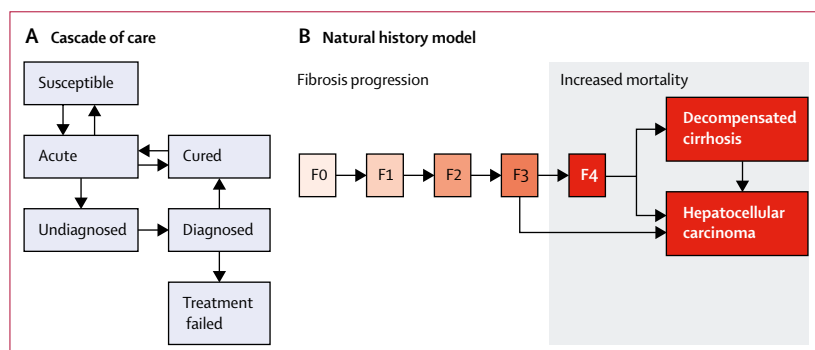 A Cascade of care
Susceptible
Acute
Cured
Undiagnosed
Diagnosed
Treatment
failed
B Natural history model
Fibrosis progression
Increased mortality
F0
F1
F2
F3
F4
Decompensated
cirrhosis
Hepatocellular
carcinoma